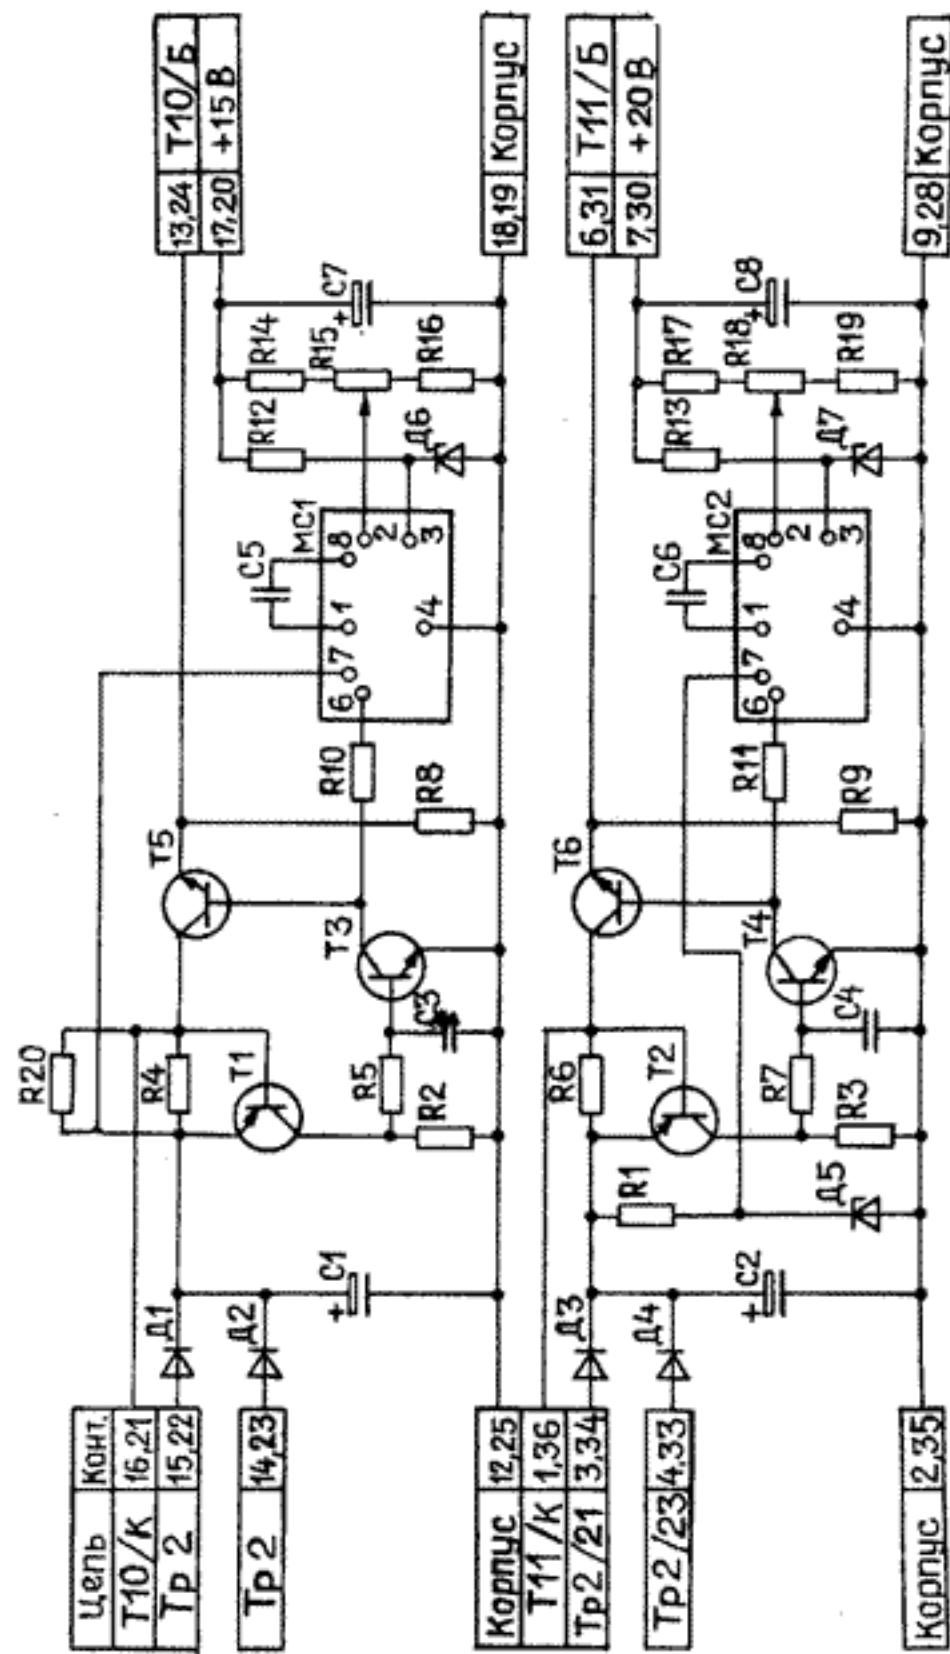 Цепь Конт.
Т10/К 16,21
Тр 2 15,22
Тр 2 14,23
Корпус 12,25
13,24 Т10/Б
17,20 +15 В
18,19 Корпус
R20
R4
Т1
Т5
Д1
Д2
+ С1
R5
R2
С3
Т3
R10
R8
С5
МС1
6 7 1 8
2
3
4
R12
R14
R15
R16
Д6
+ С7
Т11/К 1,36
Тр2/21 3,34
Тр2/23 4,33
Корпус 2,35
6,31 Т11/Б
7,30 +20 В
9,28 Корпус
Д3
Д4
+ С2
R1
Д5
R6
Т2
R7
R3
С4
Т4
Т6
R11
R9
С6
МС2
6 7 1 8
2
3
4
R13
R17
R18
R19
Д7
+ С8